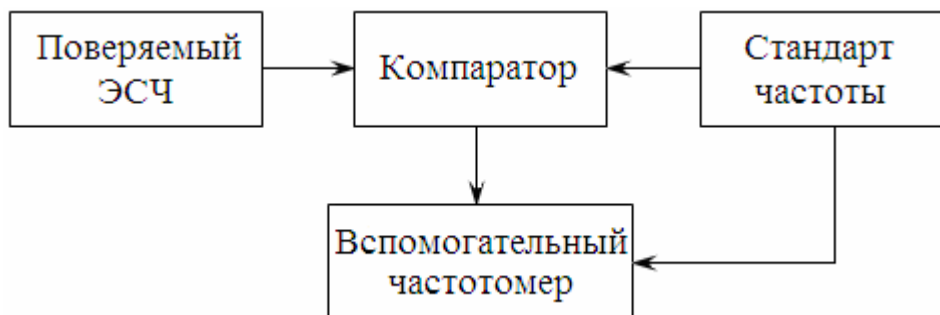 Поверяемый
ЭСЧ
Компаратор
Стандарт
частоты
Вспомогательный
частотомер